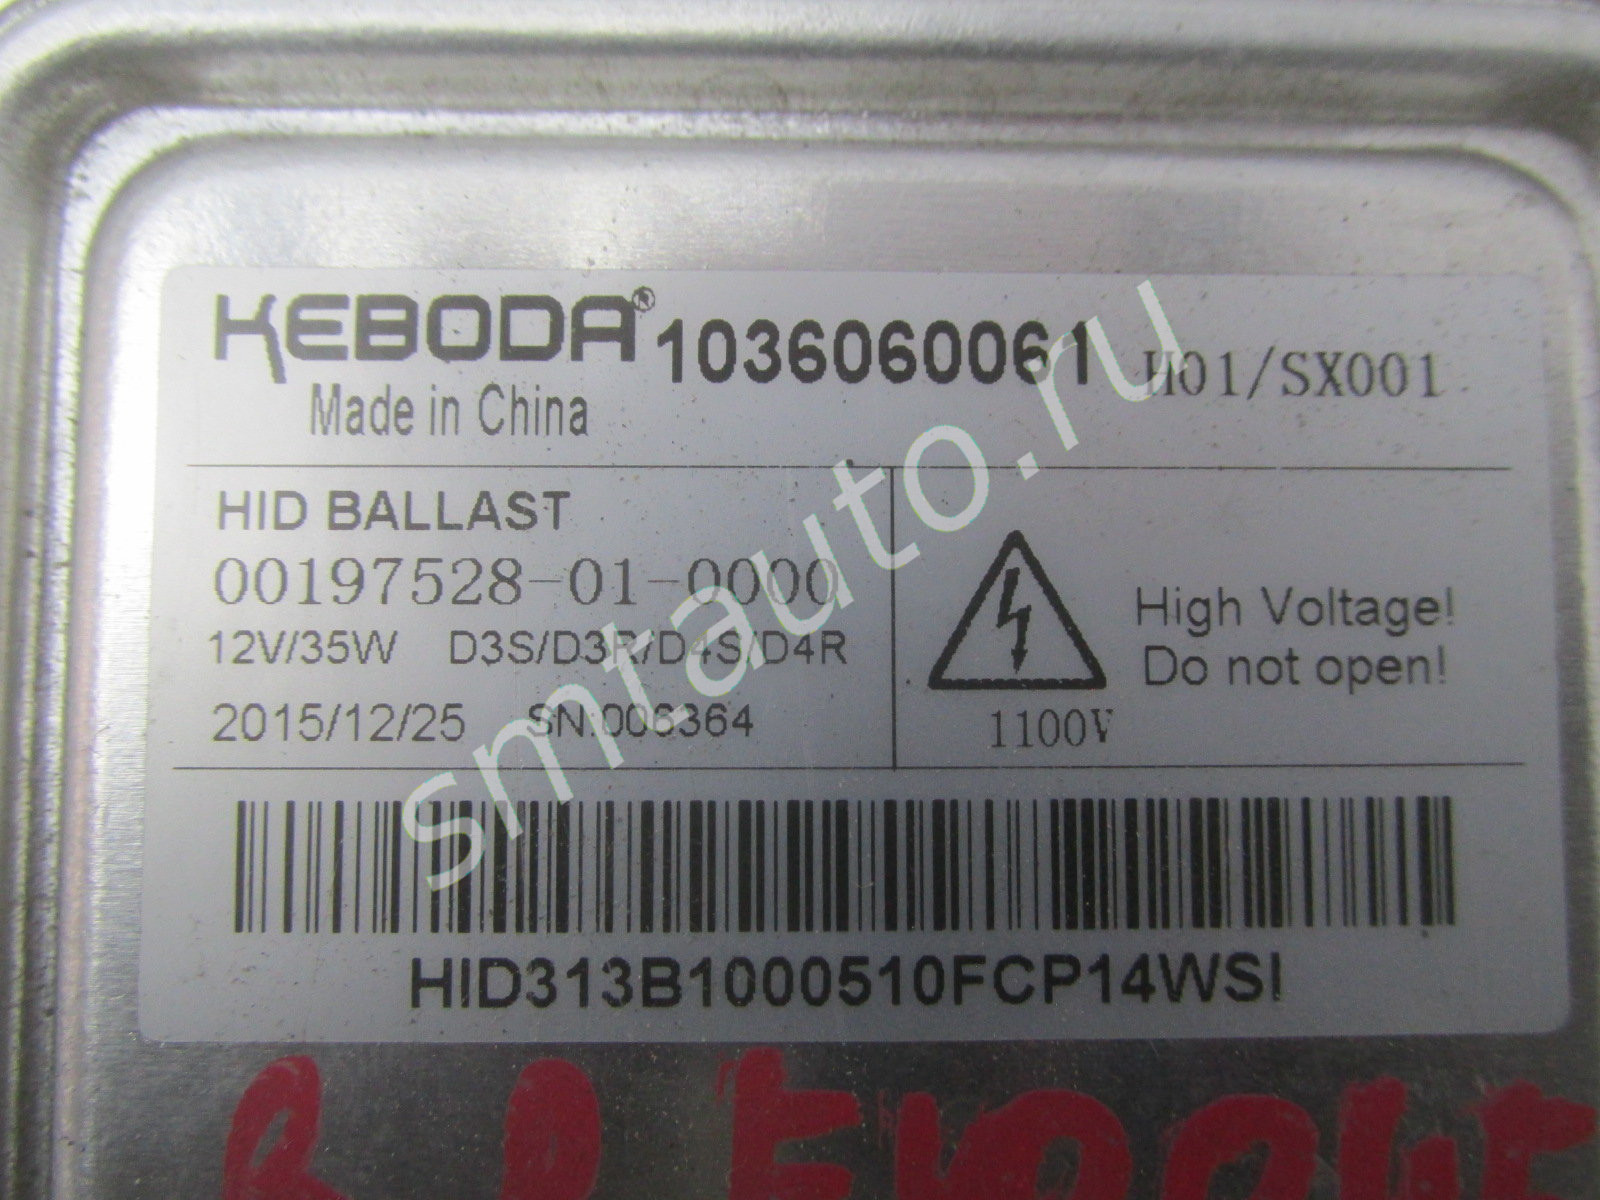 KEBODA® 1036060061 H01/SX001
Made in China
HID BALLAST
00197528-01-0000
12V/35W D3S/D3R/D4S/D4R
2015/12/25 SN:006364
High Voltage!
Do not open!
1100V
HID313B1000510FCP14WSI
smtauto.ru